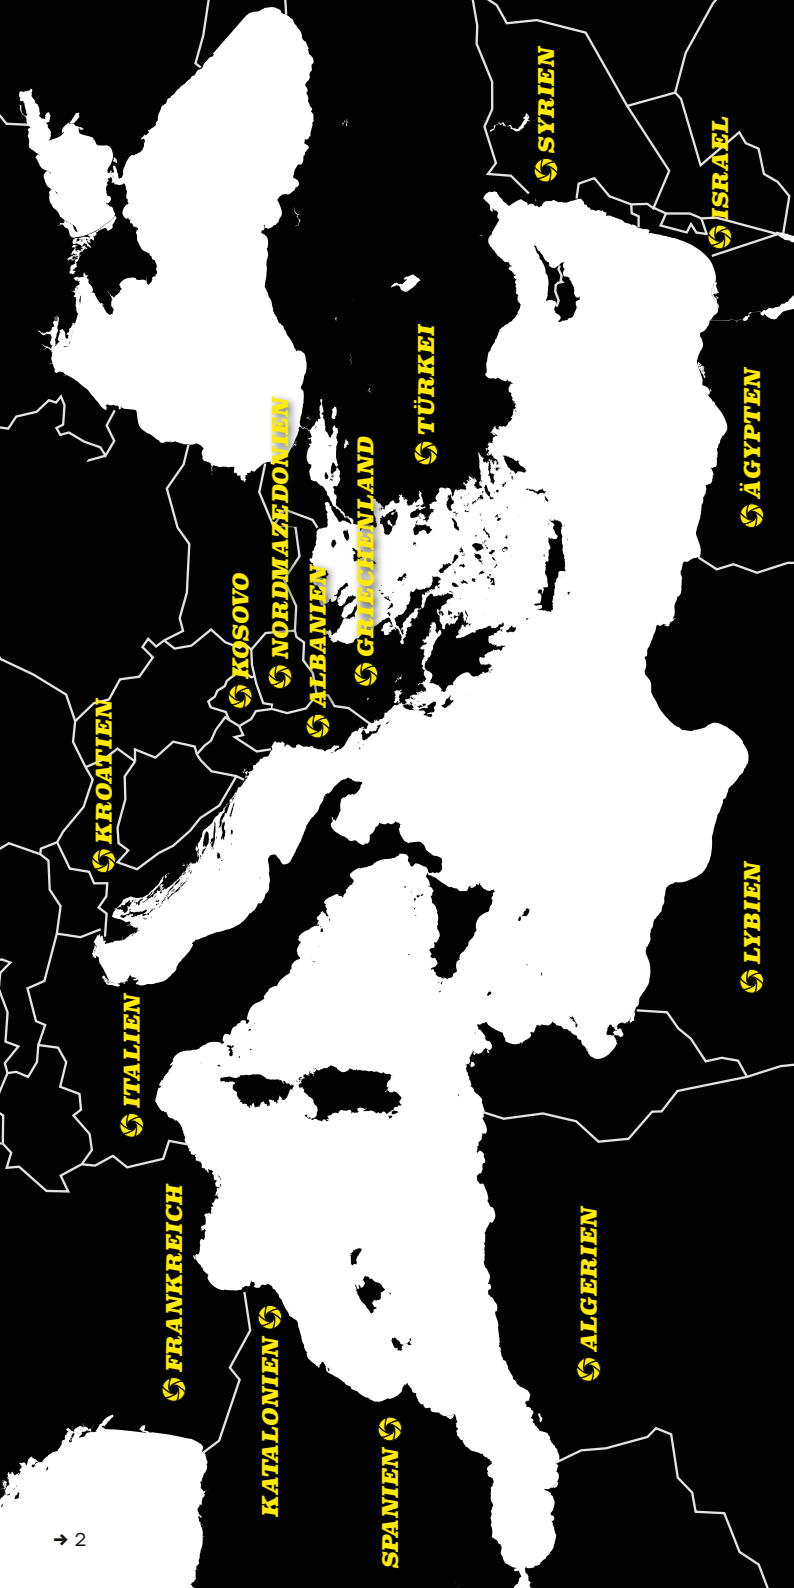 SYRIEN
ISRAEL
TÜRKEI
ÄGYPTEN
NORDMAZEDONIEN
GRIECHENLAND
KOSOVO
ALBANIEN
KROATIEN
LYBIEN
ITALIEN
FRANKREICH
ALGERIEN
KATALONIEN
SPANIEN
→ 2